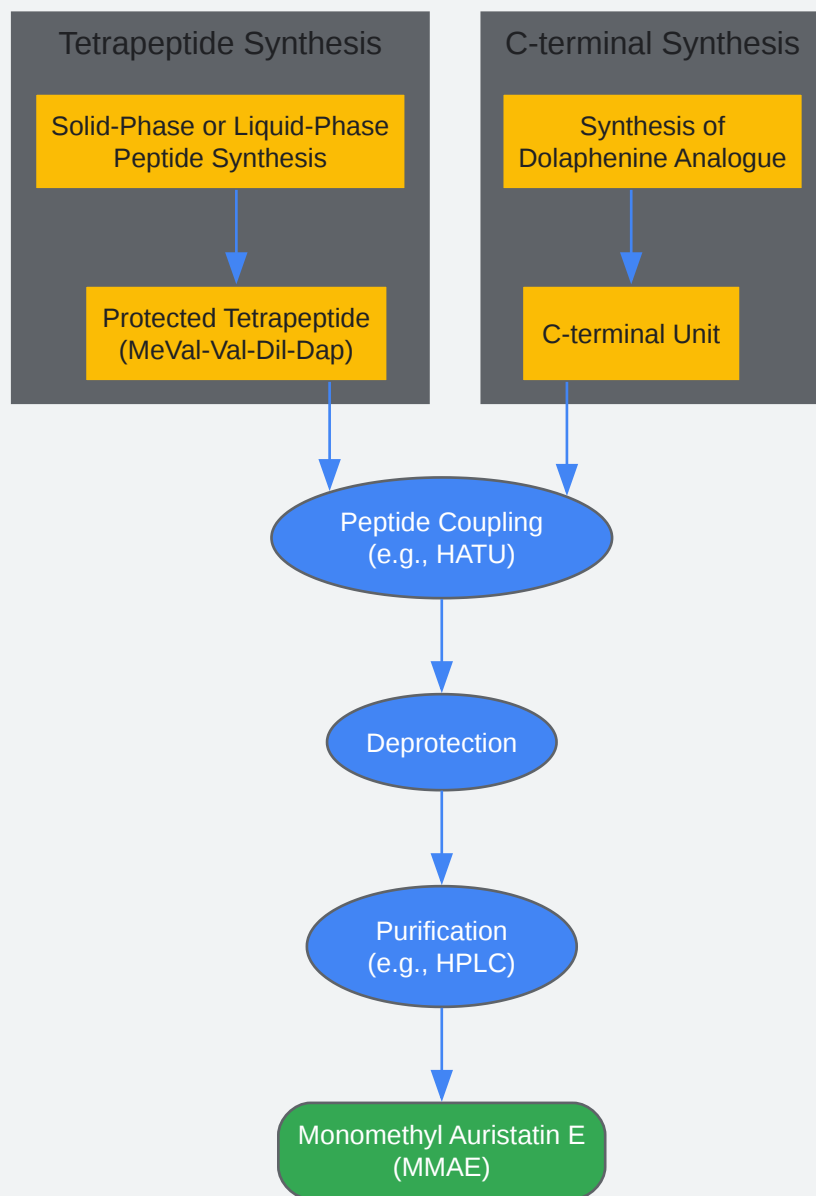 Tetrapeptide Synthesis
Solid-Phase or Liquid-Phase
Peptide Synthesis
Protected Tetrapeptide
(MeVal-Val-Dil-Dap)
C-terminal Synthesis
Synthesis of
Dolaphenine Analogue
C-terminal Unit
Peptide Coupling
(e.g., HATU)
Deprotection
Purification
(e.g., HPLC)
Monomethyl Auristatin E
(MMAE)